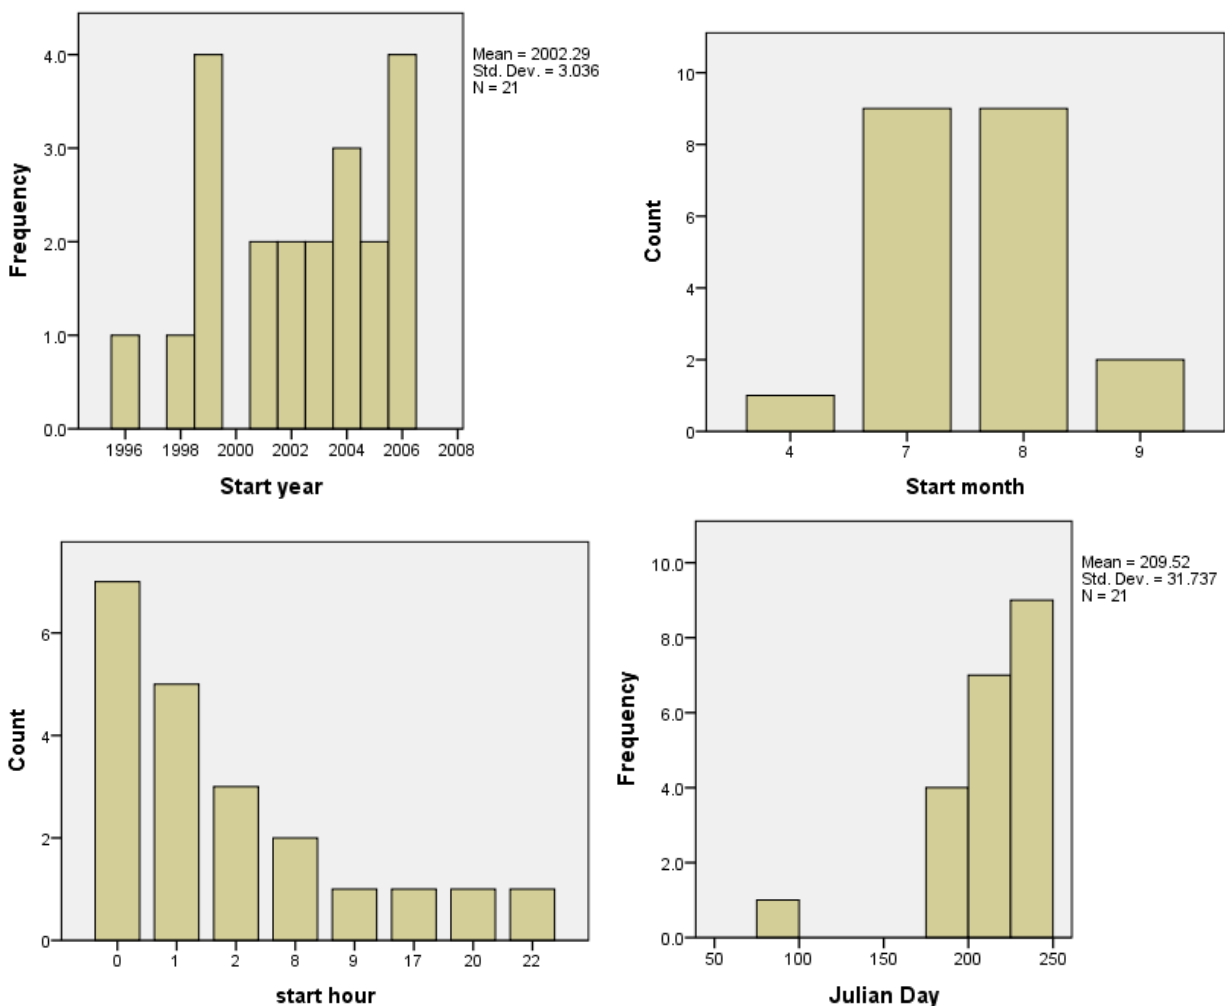 4.0
3.0
2.0
1.0
0.0
Frequency
1996 1998 2000 2002 2004 2006 2008
Start year
Mean = 2002.29
Std. Dev. = 3.036
N = 21
10
8
6
4
2
0
Count
4 7 8 9
Start month
6
4
2
0
Count
0 1 2 8 9 17 20 22
start hour
10.0
8.0
6.0
4.0
2.0
0.0
Frequency
50 100 150 200 250
Julian Day
Mean = 209.52
Std. Dev. = 31.737
N = 21